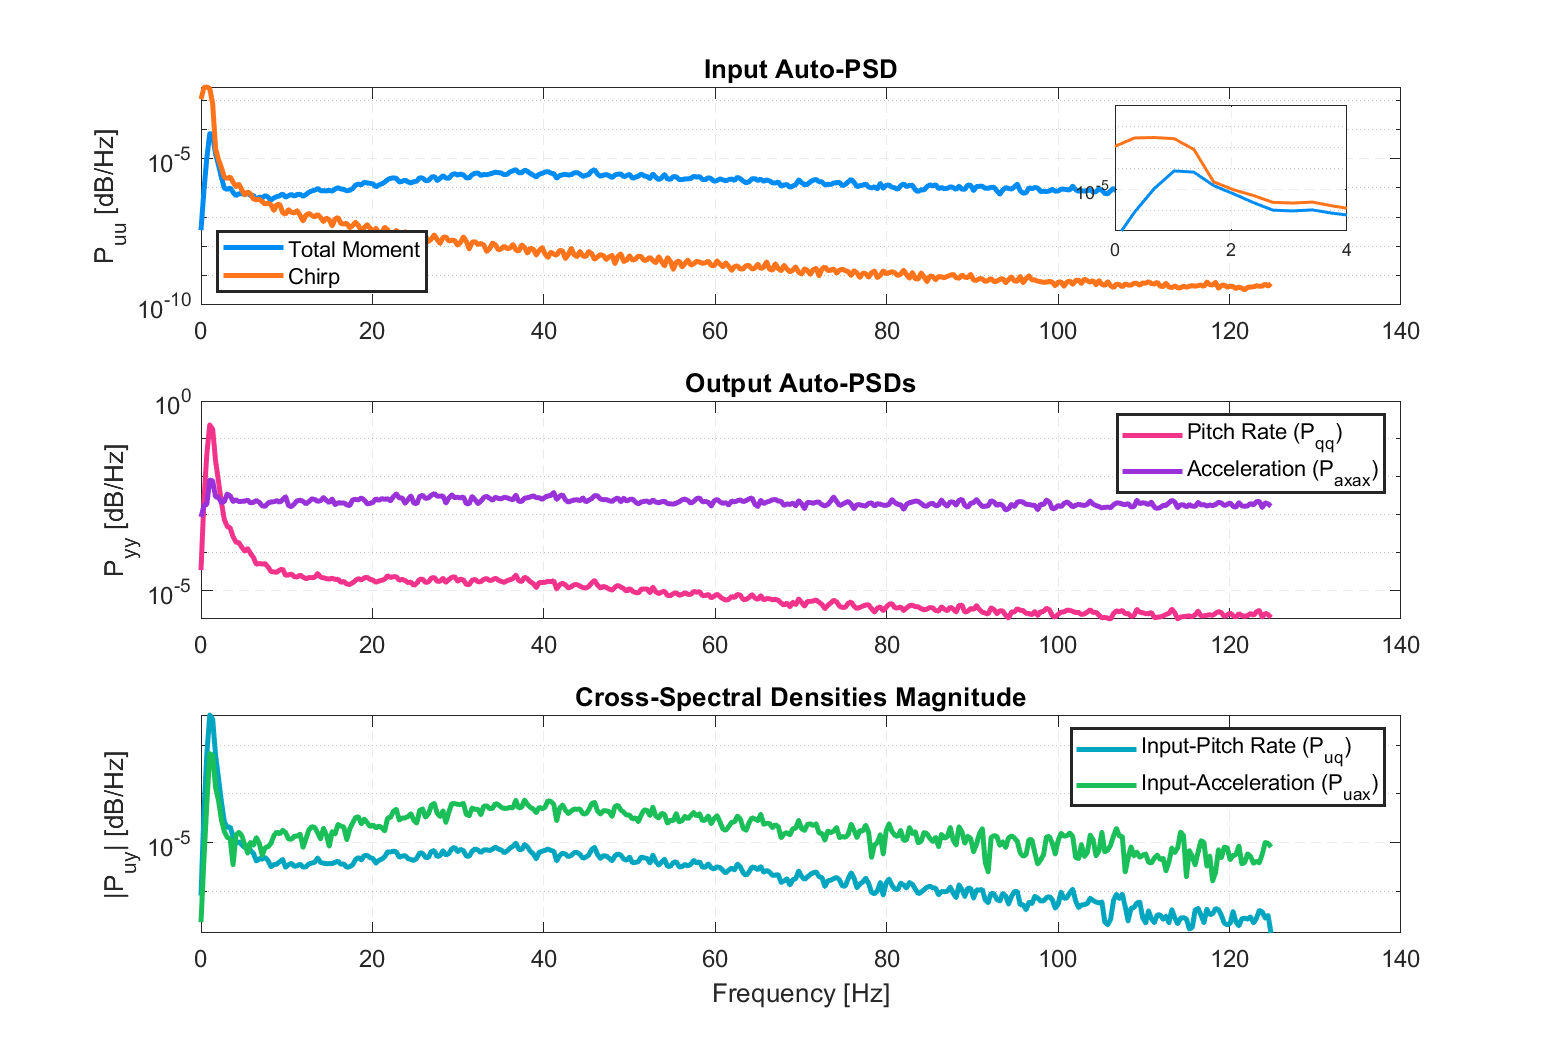 Input Auto-PSD
P_uu [dB/Hz]
10^-5
10^-10
Total Moment
Chirp
10^-5
0 2 4
0 20 40 60 80 100 120 140
Output Auto-PSDs
P_yy [dB/Hz]
10^0
10^-5
Pitch Rate (P_qq)
Acceleration (P_axax)
0 20 40 60 80 100 120 140
Cross-Spectral Densities Magnitude
|P_uy| [dB/Hz]
10^-5
Input-Pitch Rate (P_uq)
Input-Acceleration (P_uax)
0 20 40 60 80 100 120 140
Frequency [Hz]